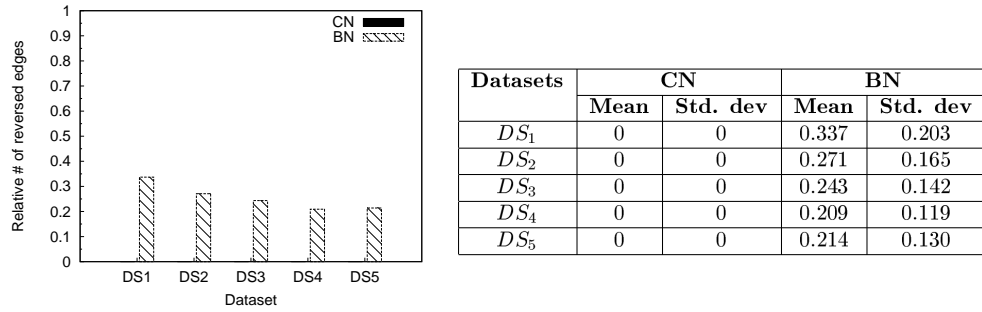 Relative # of reversed edges
1
0.9
0.8
0.7
0.6
0.5
0.4
0.3
0.2
0.1
0
CN
BN
DS1 DS2 DS3 DS4 DS5
Dataset
Datasets CN BN
Mean Std. dev Mean Std. dev
DS1 0 0 0.337 0.203
DS2 0 0 0.271 0.165
DS3 0 0 0.243 0.142
DS4 0 0 0.209 0.119
DS5 0 0 0.214 0.130